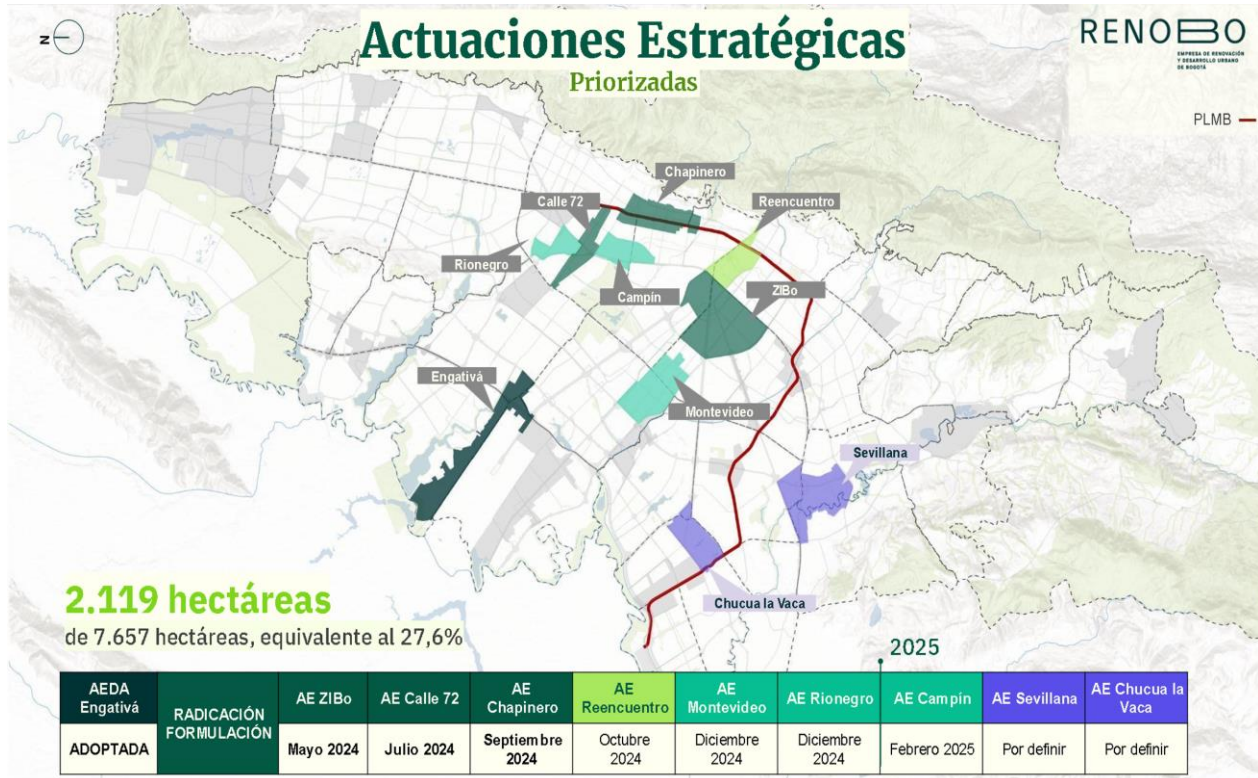 N
Actuaciones Estratégicas
Priorizadas
RENOBO
EMPRESA DE RENOVACIÓN
Y DESARROLLO URBANO
DE BOGOTÁ
PLMB
Chapinero
Calle 72
Reencuentro
Rionegro
Campín
ZIBo
Engativá
Montevideo
Sevillana
Chucua la Vaca
2.119 hectáreas
de 7.657 hectáreas, equivalente al 27,6%
2025
AEDA
Engativá
ADOPTADA
RADICACIÓN
FORMULACIÓN
AE ZIBo
Mayo 2024
AE Calle 72
Julio 2024
AE
Chapinero
Septiembre
2024
AE
Reencuentro
Octubre
2024
AE
Montevideo
Diciembre
2024
AE Rionegro
Diciembre
2024
AE Campín
Febrero 2025
AE Sevillana
Por definir
AE Chucua la
Vaca
Por definir